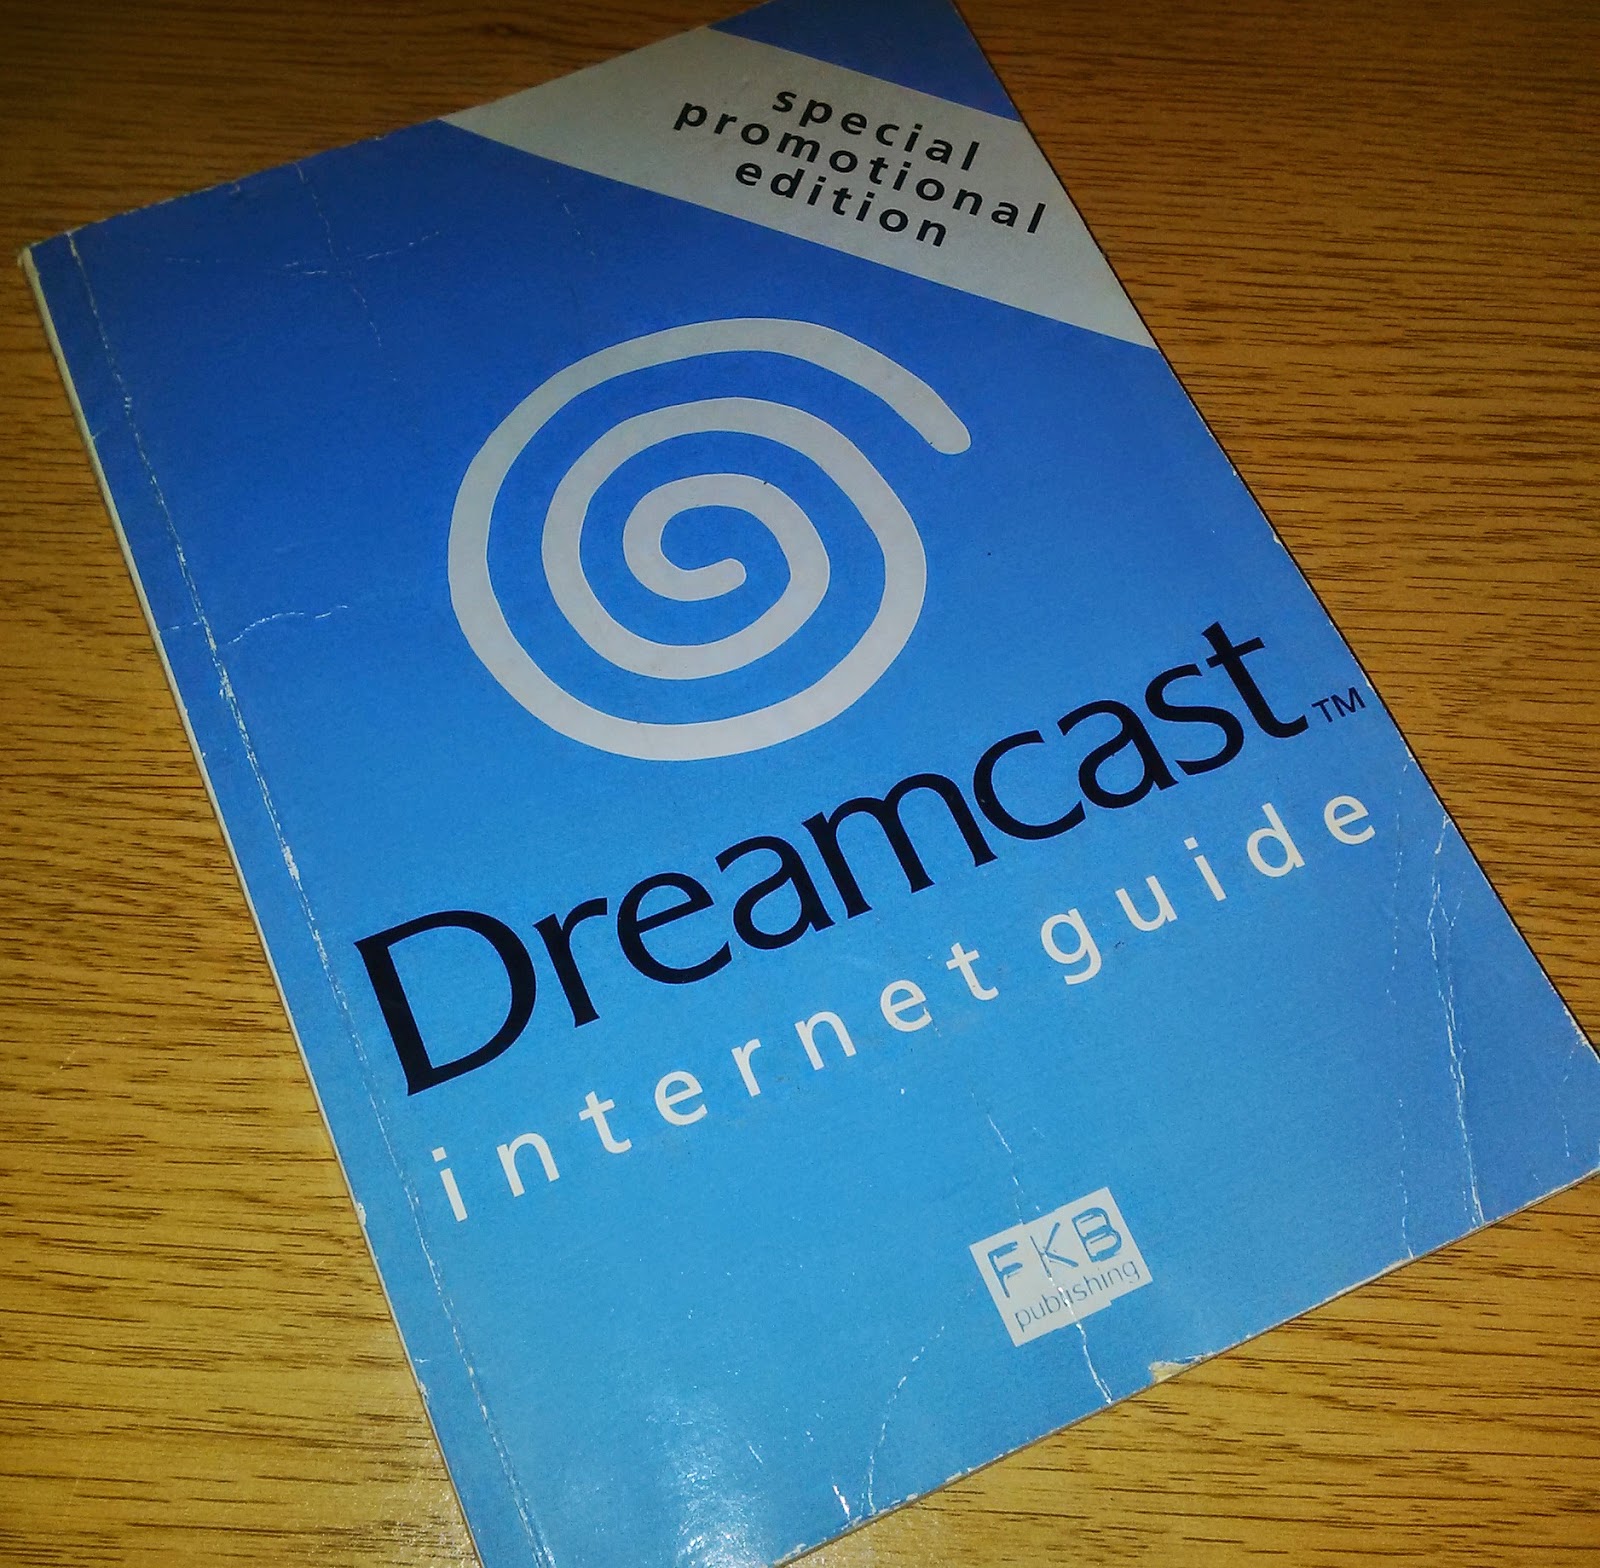 special
promotional
edition
Dreamcast™
internet guide
FKB
publishing